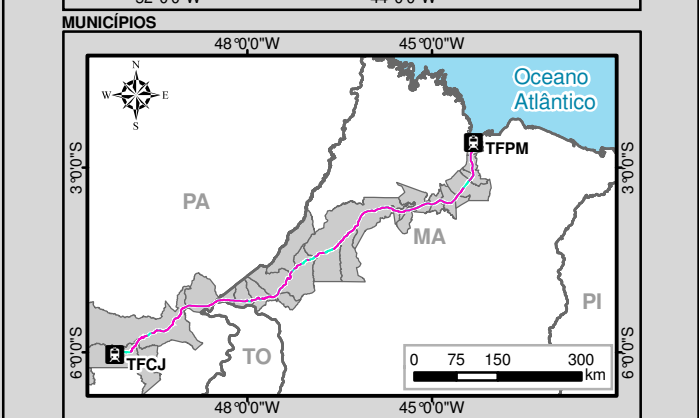 MUNICÍPIOS
48°0'0"W 45°0'0"W
N
W E
S
Oceano
Atlântico
TFPM
3°0'0"S 3°0'0"S
PA
MA
PI
TO
TFCJ
6°0'0"S 6°0'0"S
0 75 150 300
km
48°0'0"W 45°0'0"W